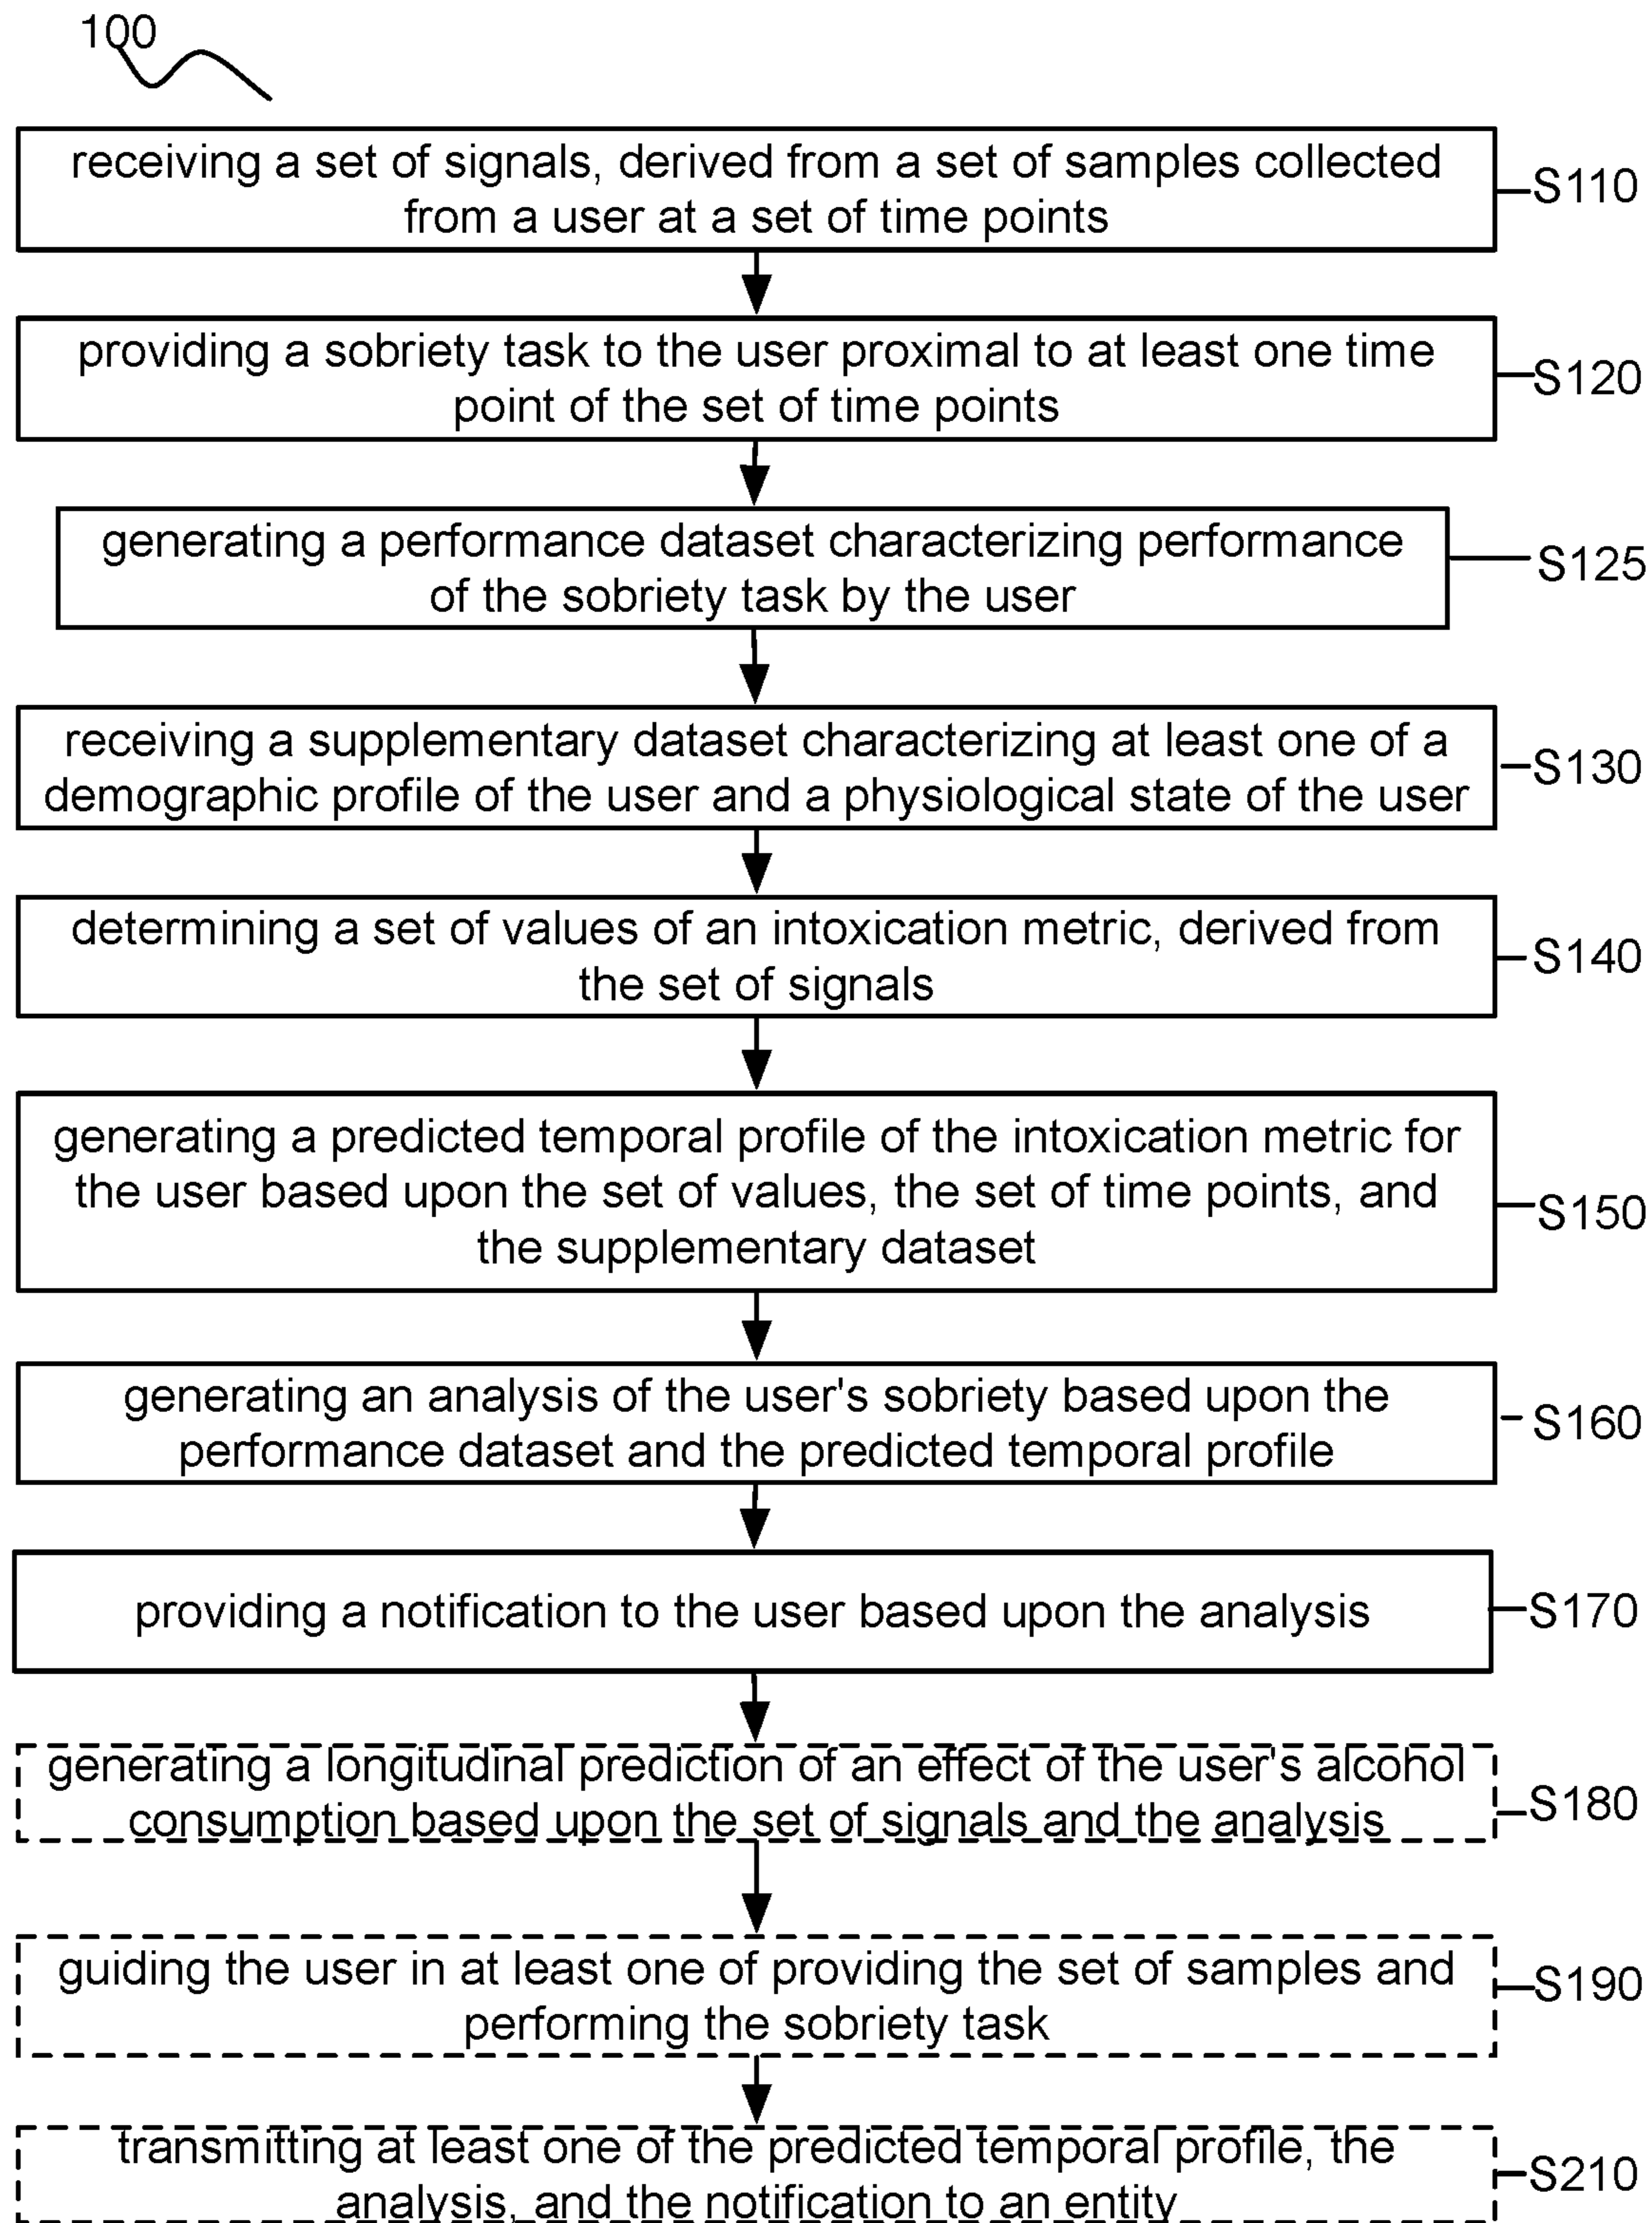 100
receiving a set of signals, derived from a set of samples collected
from a user at a set of time points
S110
providing a sobriety task to the user proximal to at least one time
point of the set of time points
S120
generating a performance dataset characterizing performance
of the sobriety task by the user
S125
receiving a supplementary dataset characterizing at least one of a
demographic profile of the user and a physiological state of the user
S130
determining a set of values of an intoxication metric, derived from
the set of signals
S140
generating a predicted temporal profile of the intoxication metric for
the user based upon the set of values, the set of time points, and
the supplementary dataset
S150
generating an analysis of the user's sobriety based upon the
performance dataset and the predicted temporal profile
S160
providing a notification to the user based upon the analysis
S170
generating a longitudinal prediction of an effect of the user's alcohol
consumption based upon the set of signals and the analysis
S180
guiding the user in at least one of providing the set of samples and
performing the sobriety task
S190
transmitting at least one of the predicted temporal profile, the
analysis, and the notification to an entity
S210